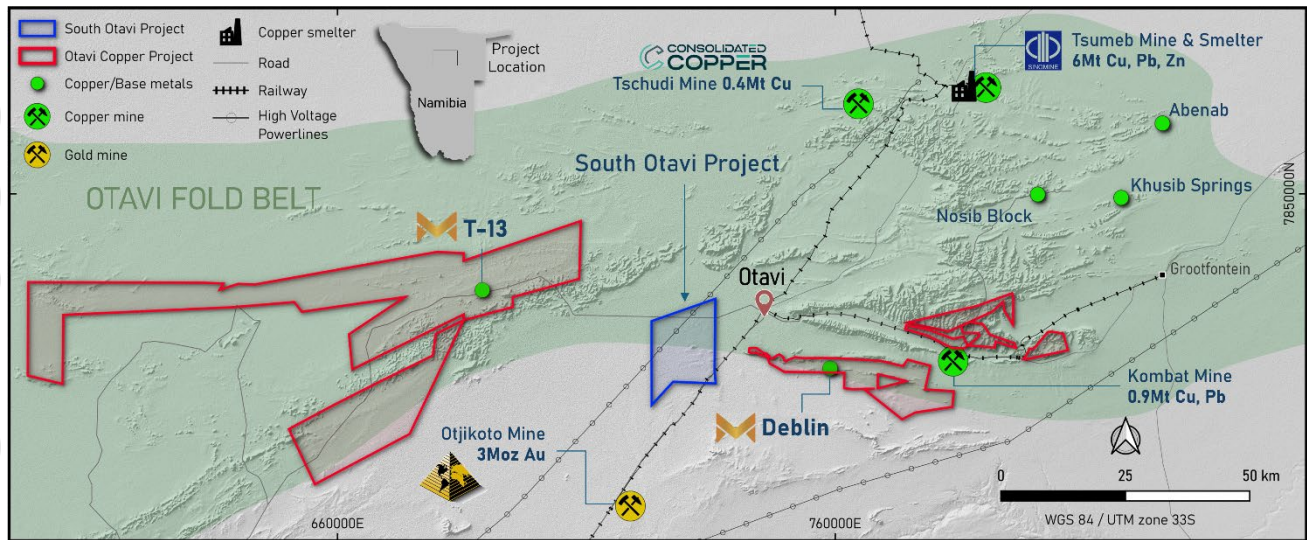 South Otavi Project
Otavi Copper Project
Copper/Base metals
Copper mine
Gold mine
Copper smelter
Road
Railway
High Voltage
Powerlines
Project
Location
Namibia
CONSOLIDATED
COPPER
Tschudi Mine 0.4Mt Cu
SINOMINE
Tsumeb Mine & Smelter
6Mt Cu, Pb, Zn
Abenab
OTAVI FOLD BELT
South Otavi Project
Nosib Block
Khusib Springs
7850000N
T-13
Otavi
Grootfontein
Kombat Mine
0.9Mt Cu, Pb
Deblin
Otjikoto Mine
3Moz Au
0 25 50 km
WGS 84 / UTM zone 33S
660000E
760000E